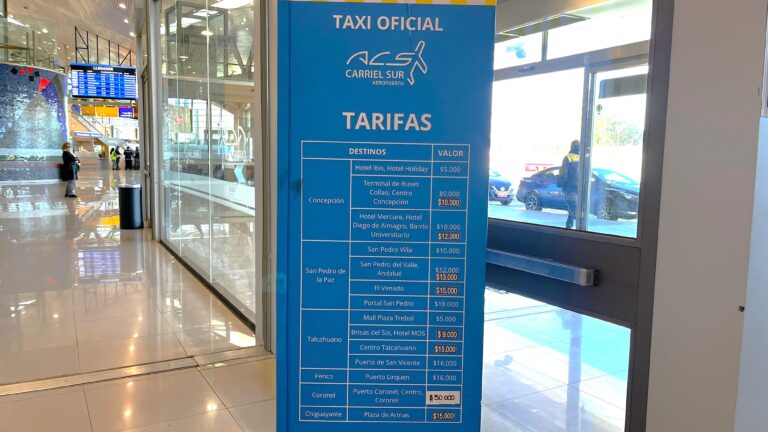 TAXI OFICIAL
ACS
CARRIEL SUR
AEROPUERTO
TARIFAS
DESTINOS VALOR
Concepción
Hotel Ibis, Hotel Holiday $5.000
Terminal de Buses
Collao, Centro
Concepción
$9.000
$10.000
Hotel Mercure, Hotel
Diego de Almagro, Barrio
Universitario
$10.000
$12.000
San Pedro de
la Paz
San Pedro Villa $10.000
San Pedro del Valle,
Andalué
$12.000
$13.000
El Venado $15.000
Portal San Pedro $18.000
Talcahuano
Mall Plaza Trebol $5.000
Brisas del Sol, Hotel MDS $9.000
Centro Talcahuano $15.000
Puerto de San Vicente $16.000
Penco Puerto Lirquen $16.000
Coronel
Puerto Coronel, Centro
Coronel
$30.000
Chiguayante Plaza de Armas $15.000
LLEGADAS